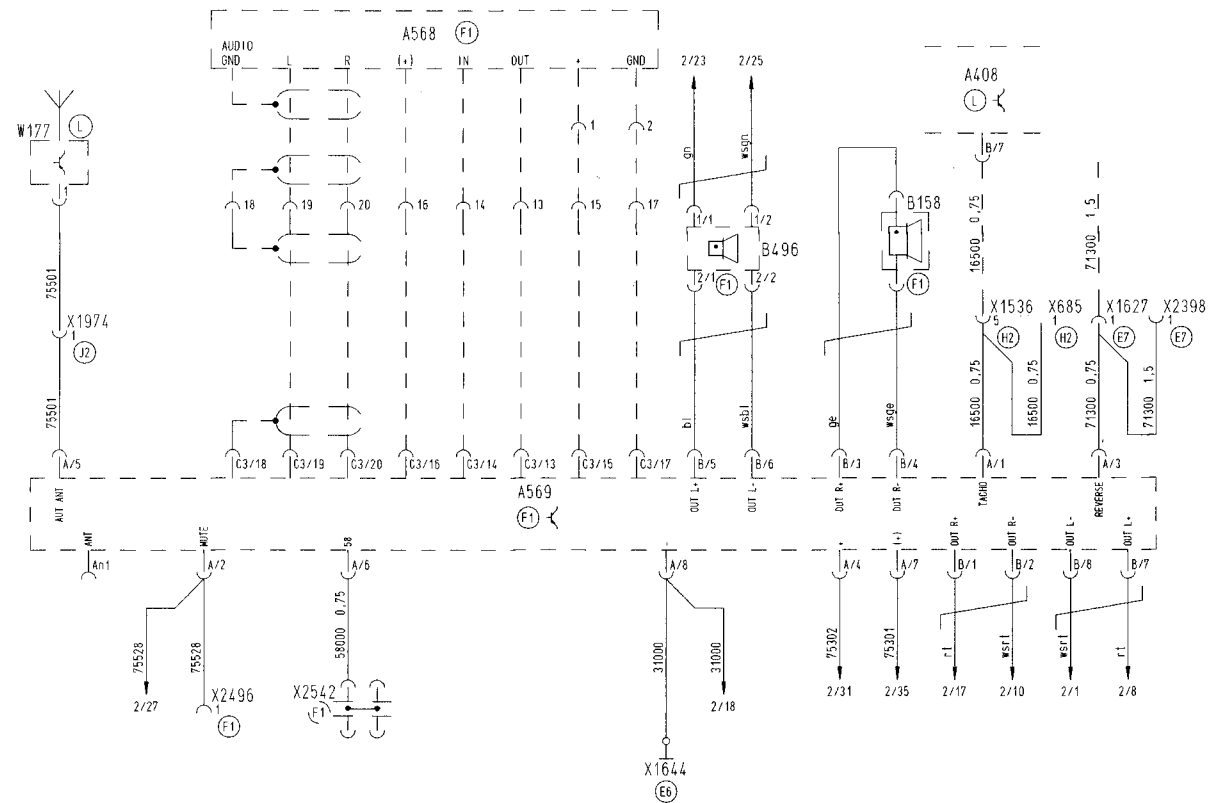 A568 F1
AUDIO
GND L R (+) IN OUT + GND
2/23 2/25
A408
L
W177 L
1
1 2
gn wsgn
B/7
18 19 20 16 14 13 15 17
1/1 1/2
B496
2/1 F1 2/2
B158
F1
16500 0,75
71300 1,5
75501
X1974
1
J2
X1536
5
H2
X685
1
H2
X1627
1
E7
X2398
1
E7
75501
bl wsbl
ge wsge
16500 0,75
16500 0,75
71300 0,75
71300 1,5
A/5 C3/18 C3/19 C3/20 C3/16 C3/14 C3/13 C3/15 C3/17 B/5 B/6 B/3 B/4 A/1 A/3
AUT ANT
A569
F1
OUT L+ OUT L- OUT R+ OUT R- TACHO REVERSE
ANT MUTE 58 - + (+) OUT R+ OUT R- OUT L- OUT L+
An1 A/2 A/6 A/8 A/4 A/7 B/1 B/2 B/8 B/7
75528 75528
58000 0,75
31000 31000
75302 75301 rt wsrt wsrt rt
2/27
X2496
1
F1
X2542
F1
2/18
2/31 2/35 2/17 2/10 2/1 2/8
X1644
E6